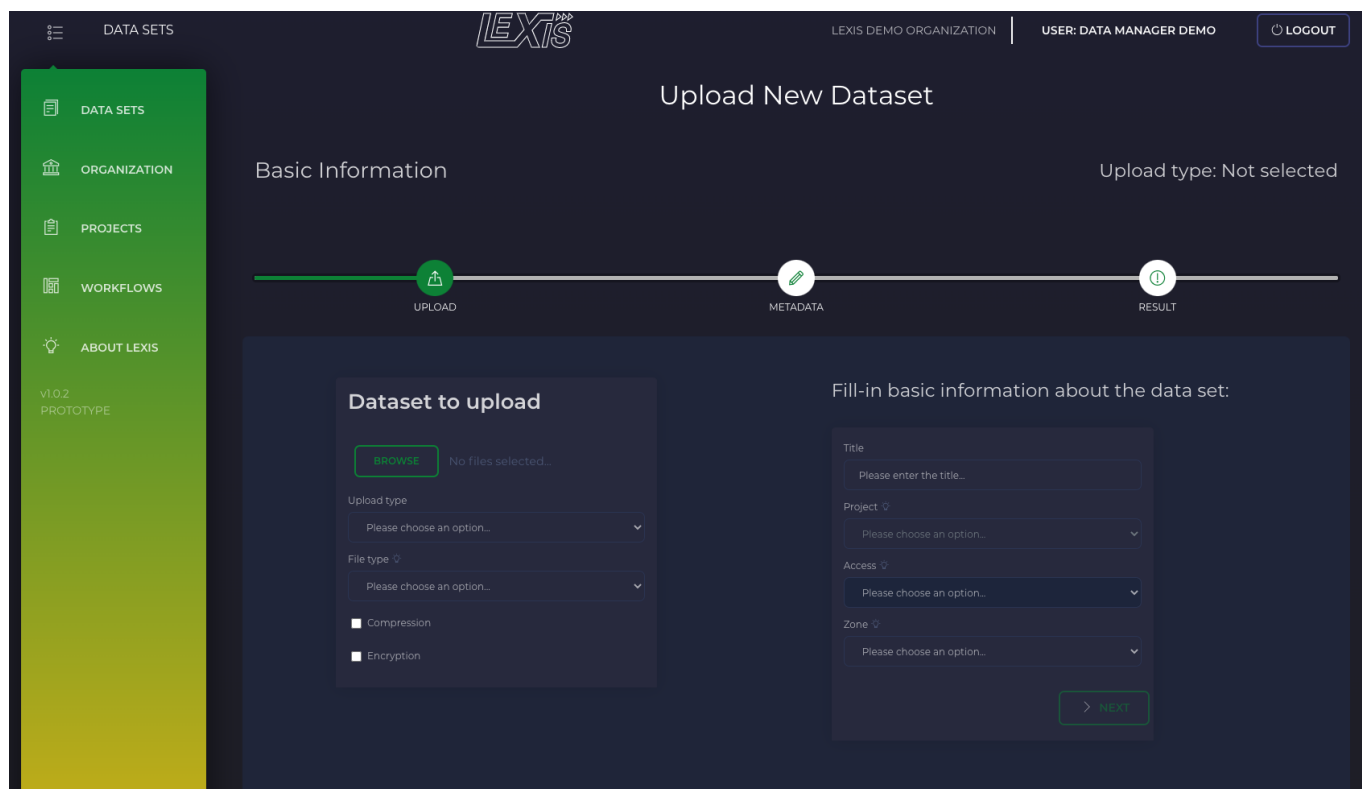 DATA SETS
LEXIS
LEXIS DEMO ORGANIZATION
USER: DATA MANAGER DEMO
LOGOUT
DATA SETS
ORGANIZATION
PROJECTS
WORKFLOWS
ABOUT LEXIS
v1.0.2
PROTOTYPE
Upload New Dataset
Basic Information
Upload type: Not selected
UPLOAD
METADATA
RESULT
Dataset to upload
BROWSE
No files selected...
Upload type
Please choose an option...
File type
Please choose an option...
Compression
Encryption
Fill-in basic information about the data set:
Title
Please enter the title...
Project
Please choose an option...
Access
Please choose an option...
Zone
Please choose an option...
NEXT